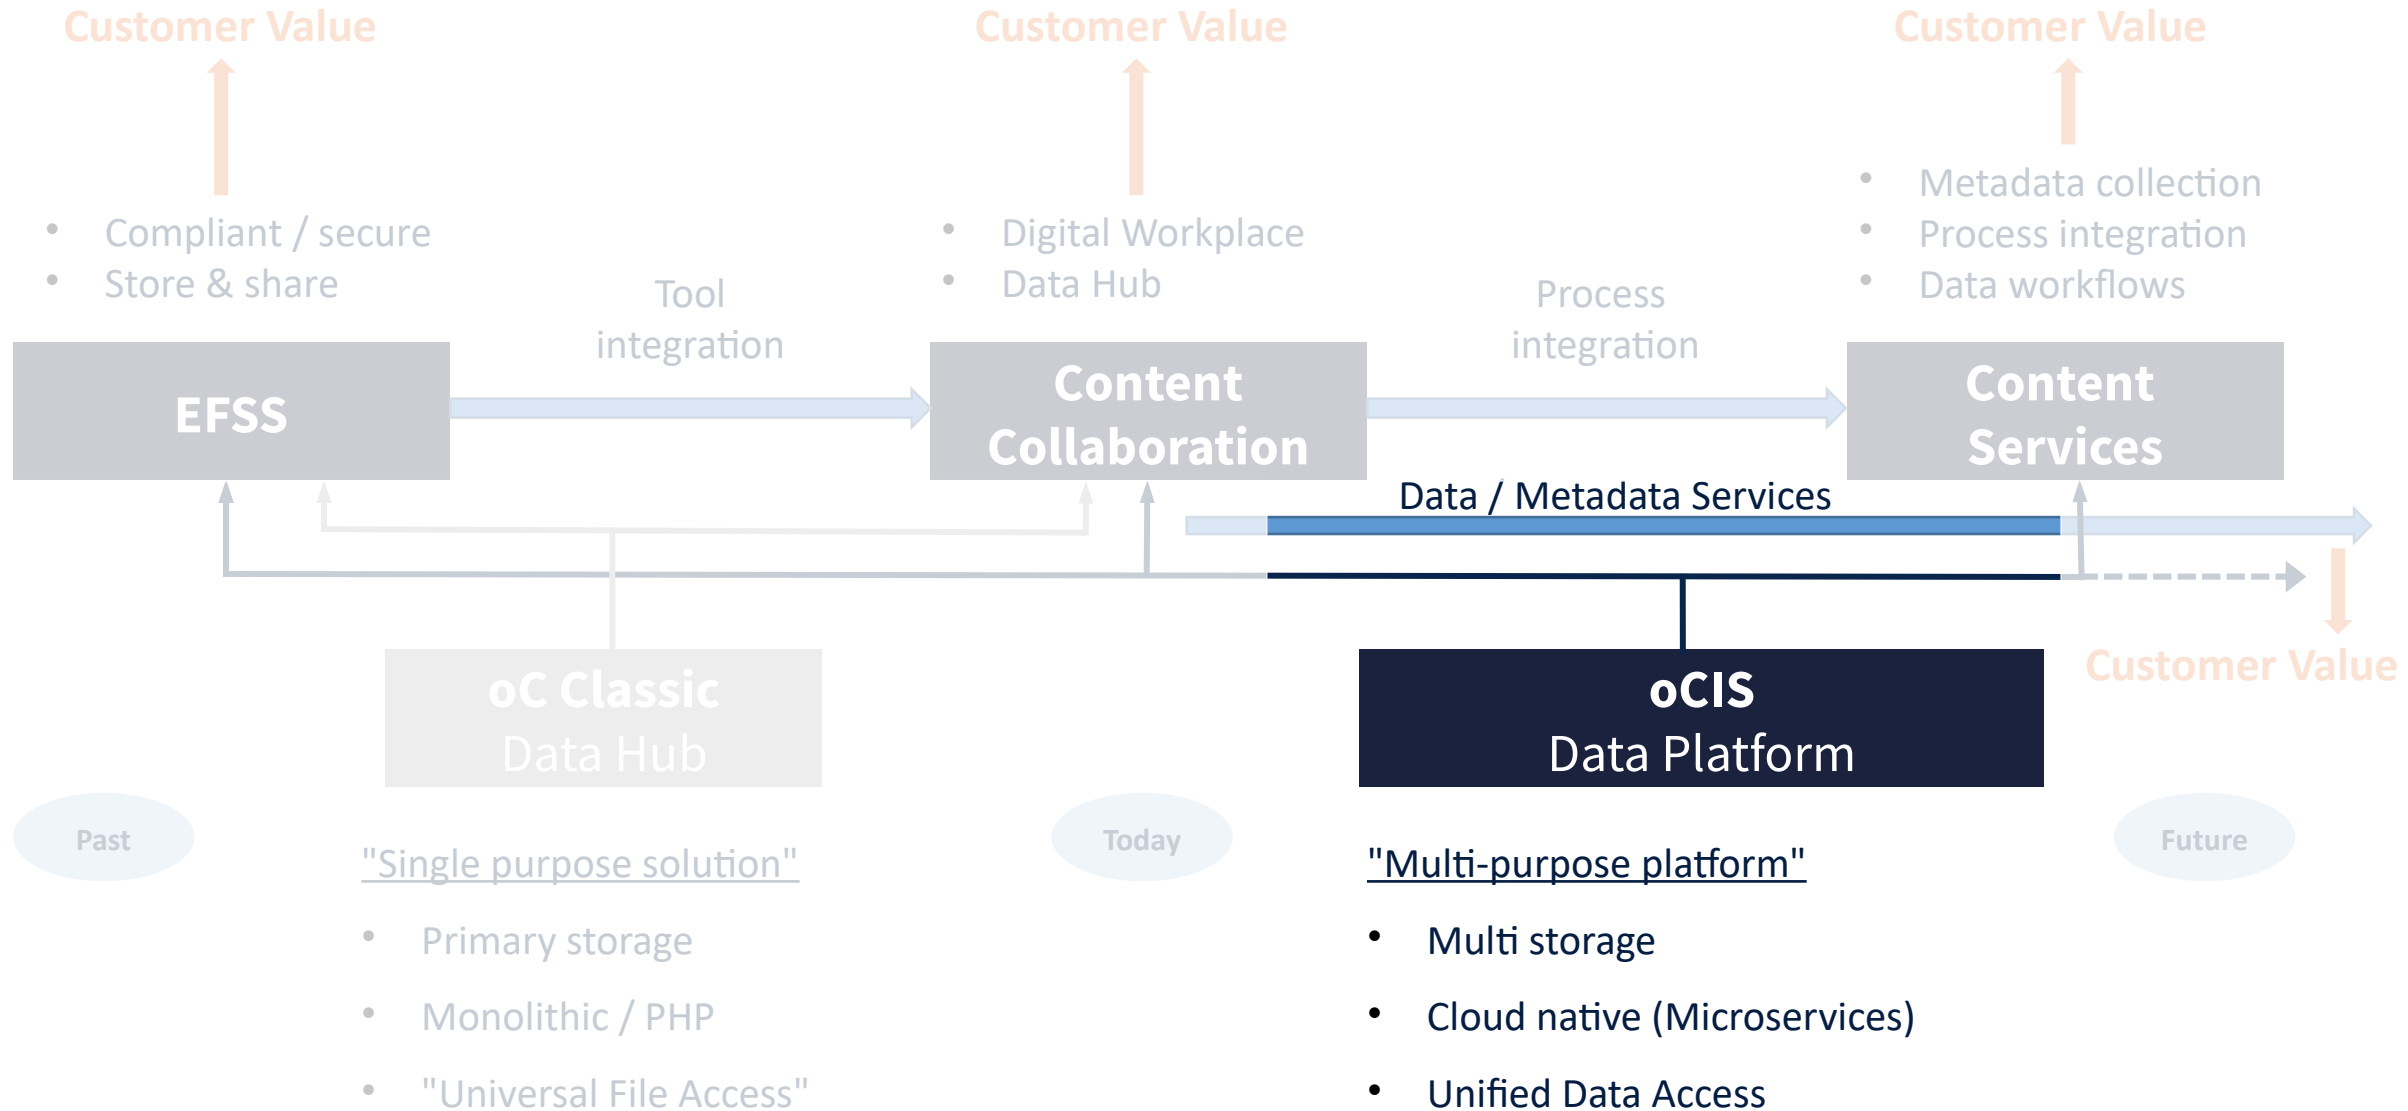 Customer Value
Customer Value
Customer Value
• Compliant / secure
• Store & share
Tool
integration
• Digital Workplace
• Data Hub
Process
integration
• Metadata collection
• Process integration
• Data workflows
EFSS
Content
Collaboration
Content
Services
Data / Metadata Services
oC Classic
Data Hub
oCIS
Data Platform
Customer Value
Past
Today
Future
"Single purpose solution"
• Primary storage
• Monolithic / PHP
• "Universal File Access"
"Multi-purpose platform"
• Multi storage
• Cloud native (Microservices)
• Unified Data Access